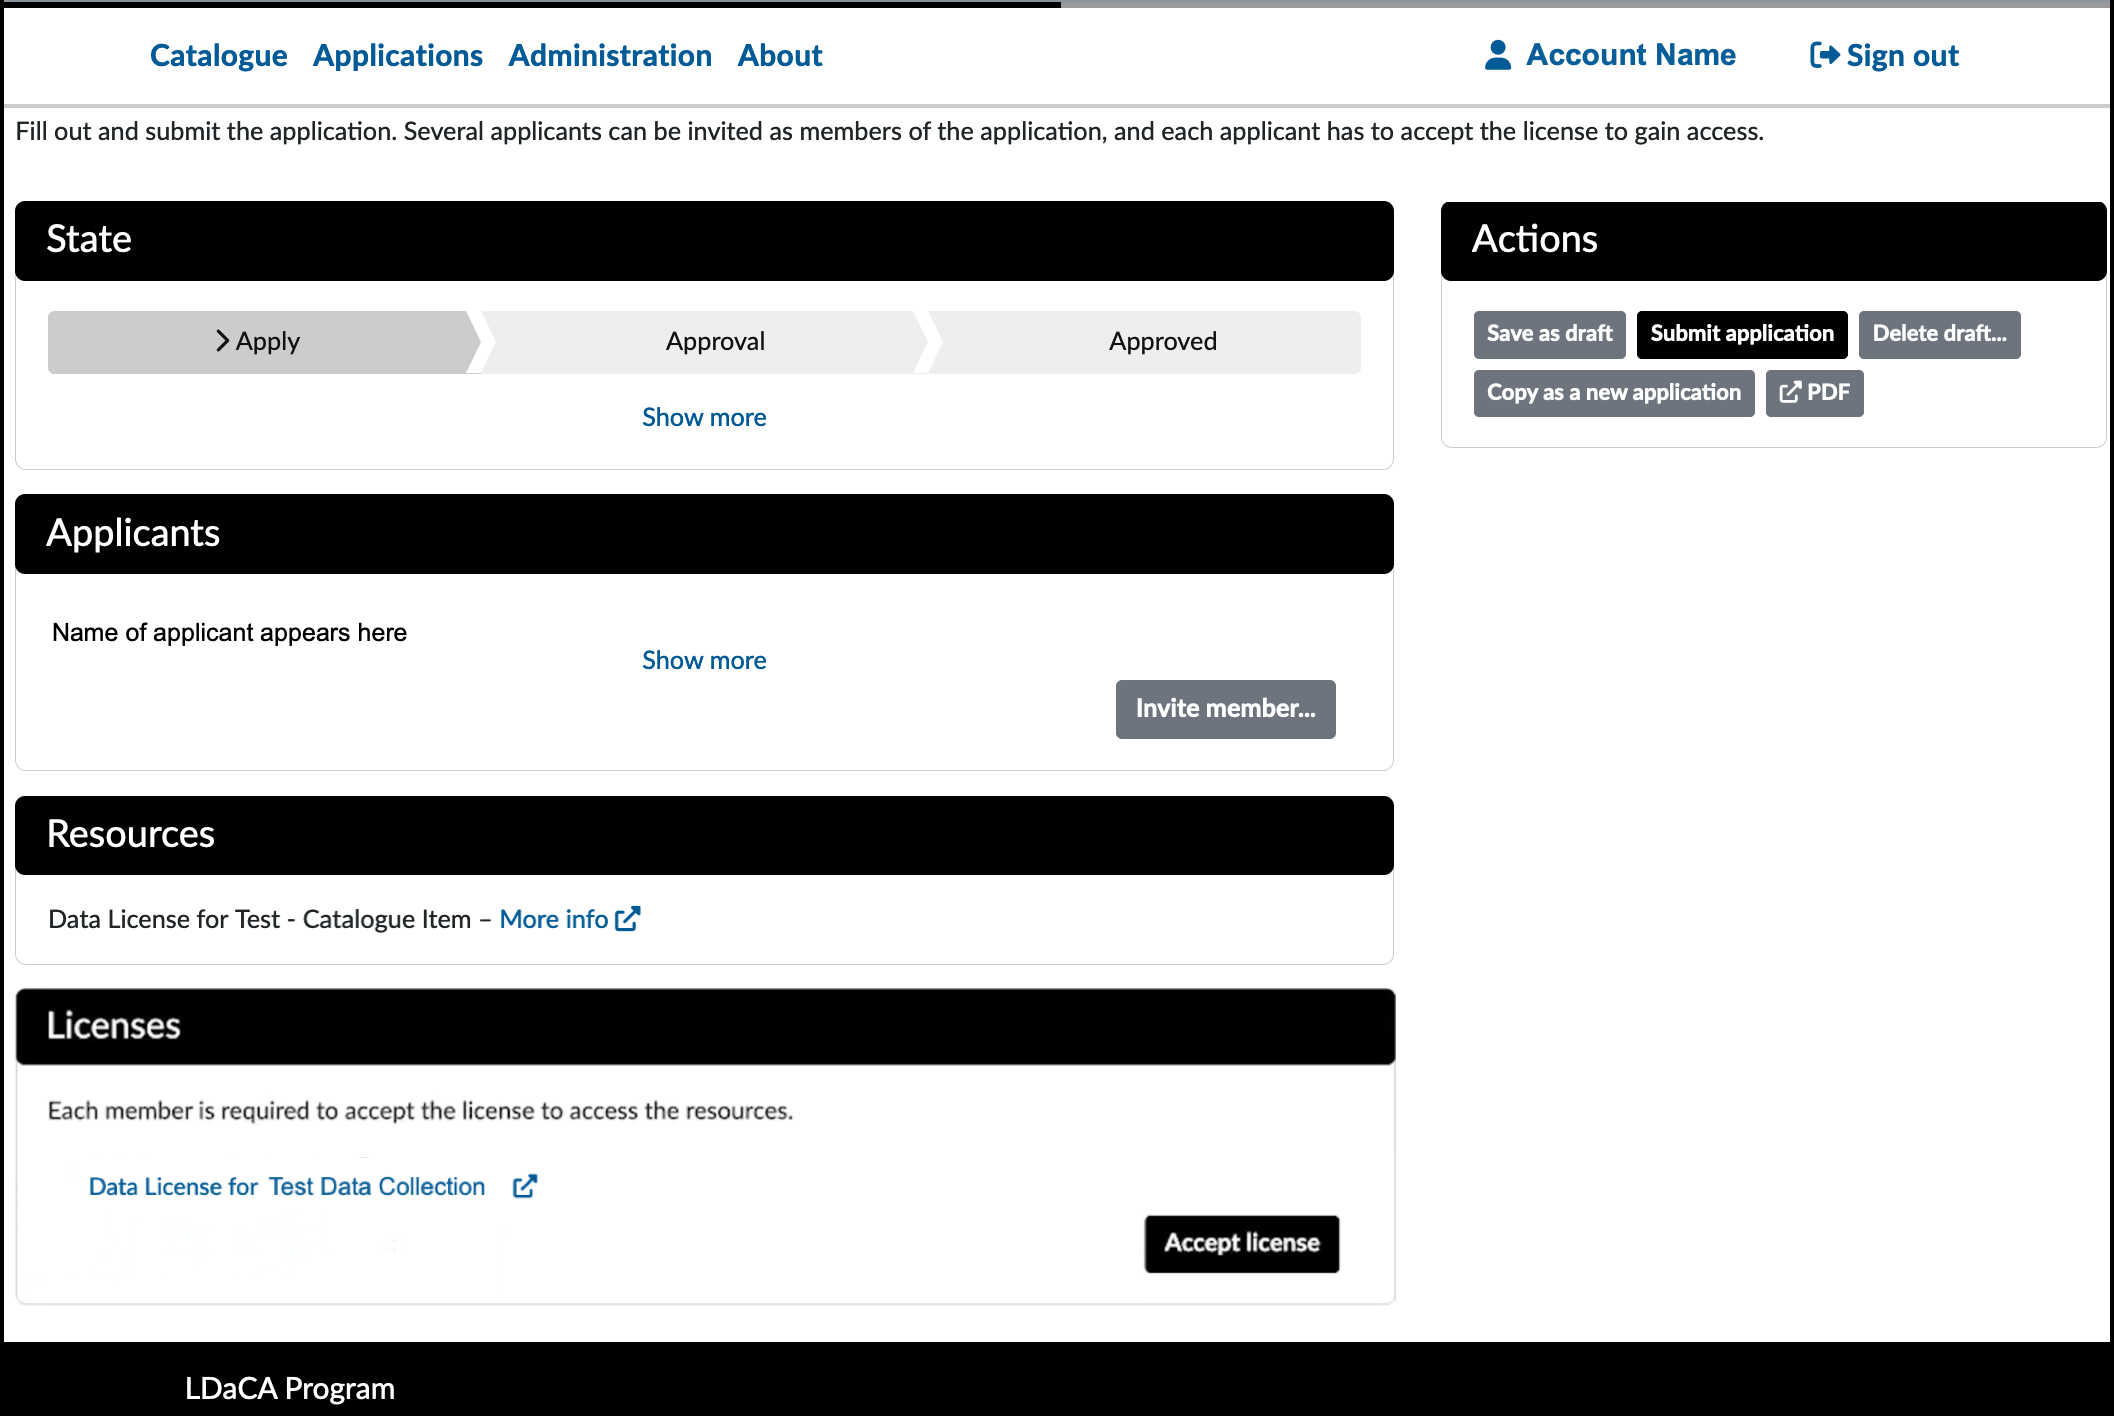 Catalogue Applications Administration About Account Name Sign out
Fill out and submit the application. Several applicants can be invited as members of the application, and each applicant has to accept the license to gain access.
State
Apply Approval Approved
Show more
Applicants
Name of applicant appears here
Show more
Invite member...
Resources
Data License for Test - Catalogue Item – More info
Licenses
Each member is required to accept the license to access the resources.
Data License for Test Data Collection
Accept license
Actions
Save as draft Submit application Delete draft...
Copy as a new application PDF
LDaCA Program